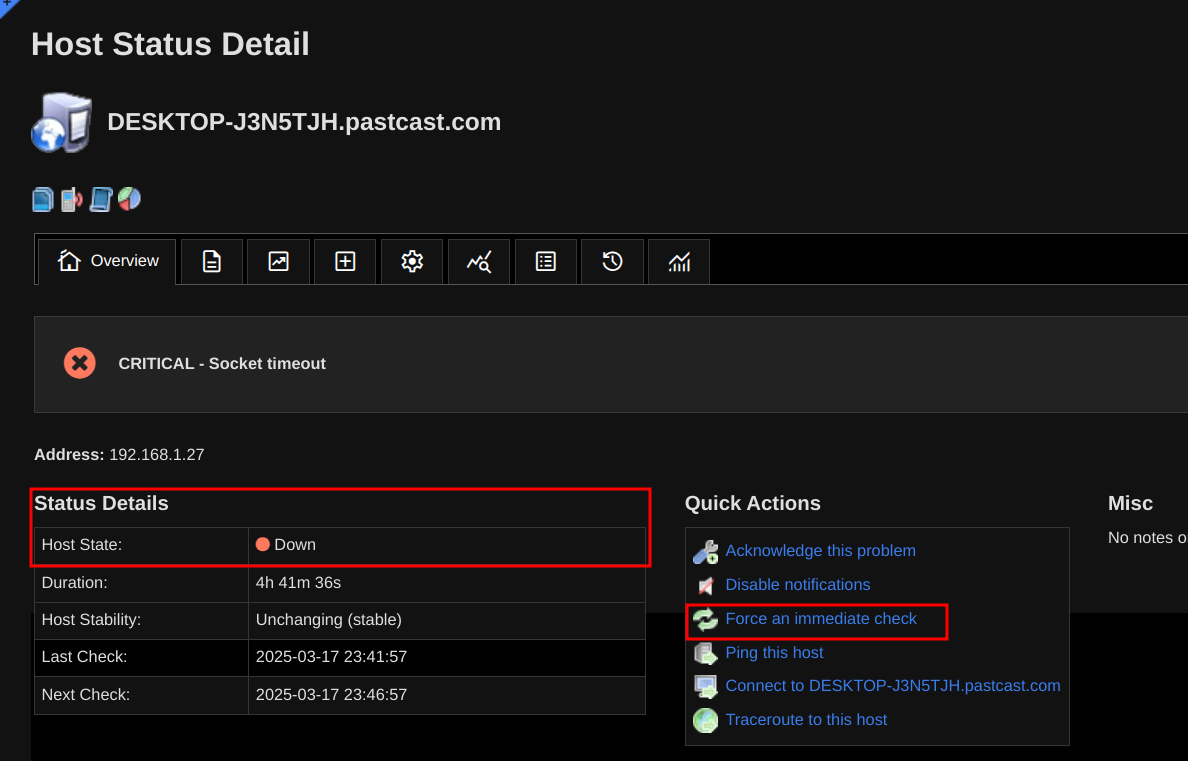 Host Status Detail
DESKTOP-J3N5TJH.pastcast.com
Overview
CRITICAL - Socket timeout
Address: 192.168.1.27
Status Details
Host State: Down
Duration: 4h 41m 36s
Host Stability: Unchanging (stable)
Last Check: 2025-03-17 23:41:57
Next Check: 2025-03-17 23:46:57
Quick Actions
Acknowledge this problem
Disable notifications
Force an immediate check
Ping this host
Connect to DESKTOP-J3N5TJH.pastcast.com
Traceroute to this host
Misc
No notes o